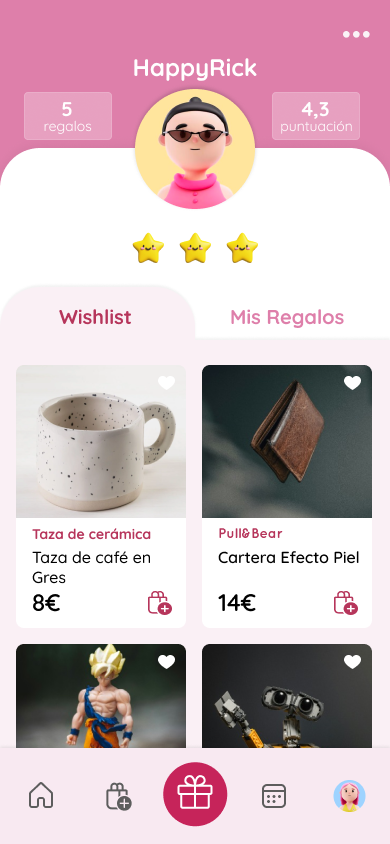 HappyRick
5
regalos
4,3
puntuación
Wishlist
Mis Regalos
Taza de cerámica
Taza de café en
Gres
8€
Pull&Bear
Cartera Efecto Piel
14€